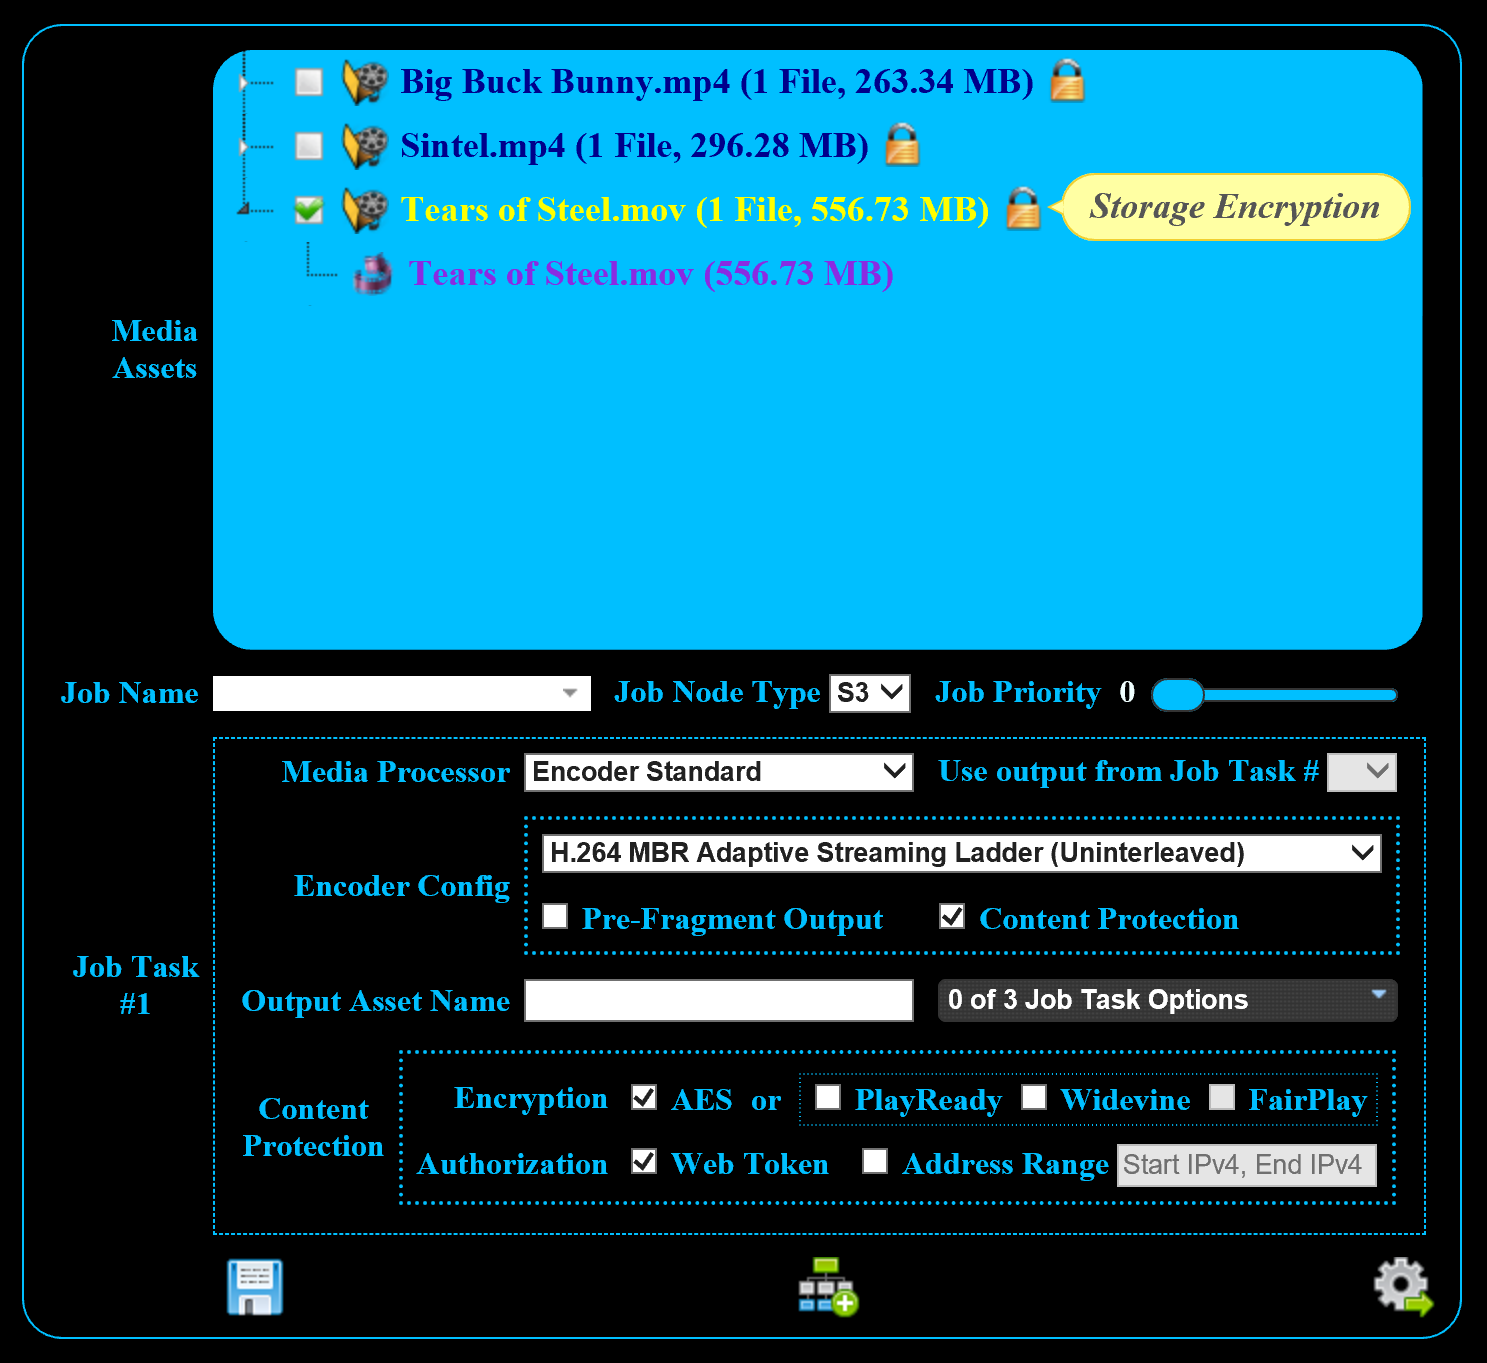 Big Buck Bunny.mp4 (1 File, 263.34 MB)
Sintel.mp4 (1 File, 296.28 MB)
Tears of Steel.mov (1 File, 556.73 MB) Storage Encryption
Tears of Steel.mov (556.73 MB)
Media
Assets
Job Name Job Node Type S3 Job Priority 0
Media Processor Encoder Standard Use output from Job Task #
H.264 MBR Adaptive Streaming Ladder (Uninterleaved)
Encoder Config
Pre-Fragment Output Content Protection
Job Task
#1
Output Asset Name 0 of 3 Job Task Options
Content
Protection
Encryption AES or PlayReady Widevine FairPlay
Authorization Web Token Address Range Start IPv4, End IPv4